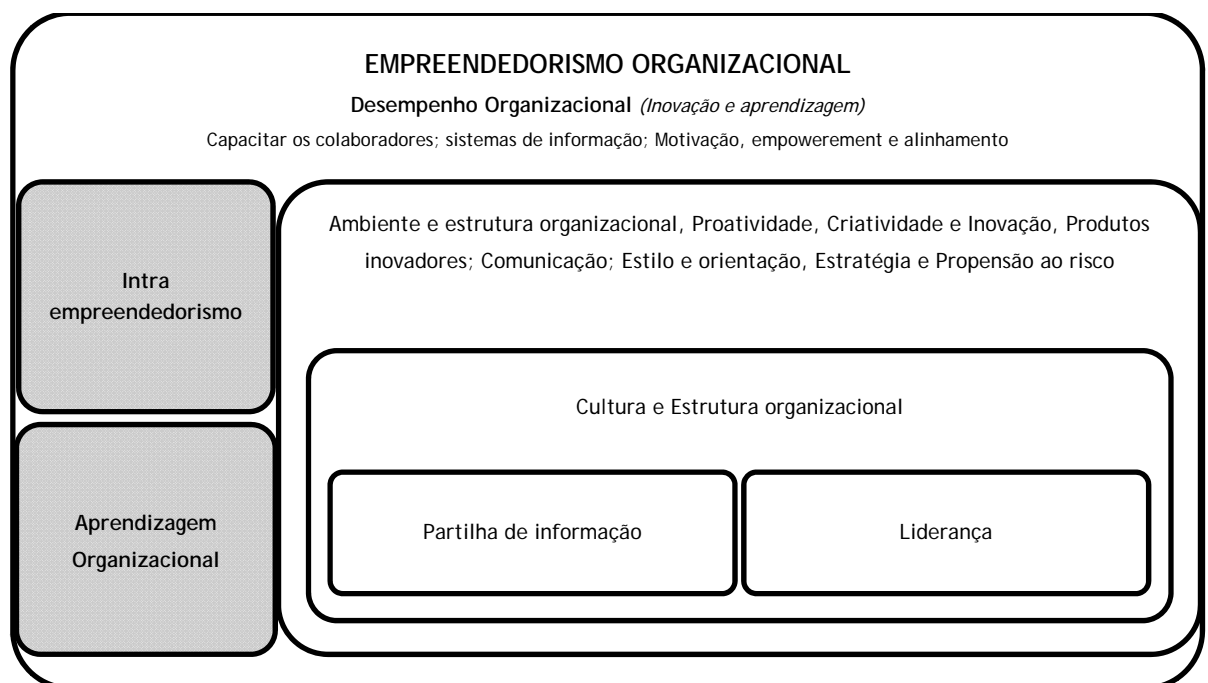 EMPREENDEDORISMO ORGANIZACIONAL
Desempenho Organizacional (Inovação e aprendizagem)
Capacitar os colaboradores; sistemas de informação; Motivação, empowerement e alinhamento
Intra
empreendedorismo
Ambiente e estrutura organizacional, Proatividade, Criatividade e Inovação, Produtos
inovadores; Comunicação; Estilo e orientação, Estratégia e Propensão ao risco
Cultura e Estrutura organizacional
Aprendizagem
Organizacional
Partilha de informação
Liderança